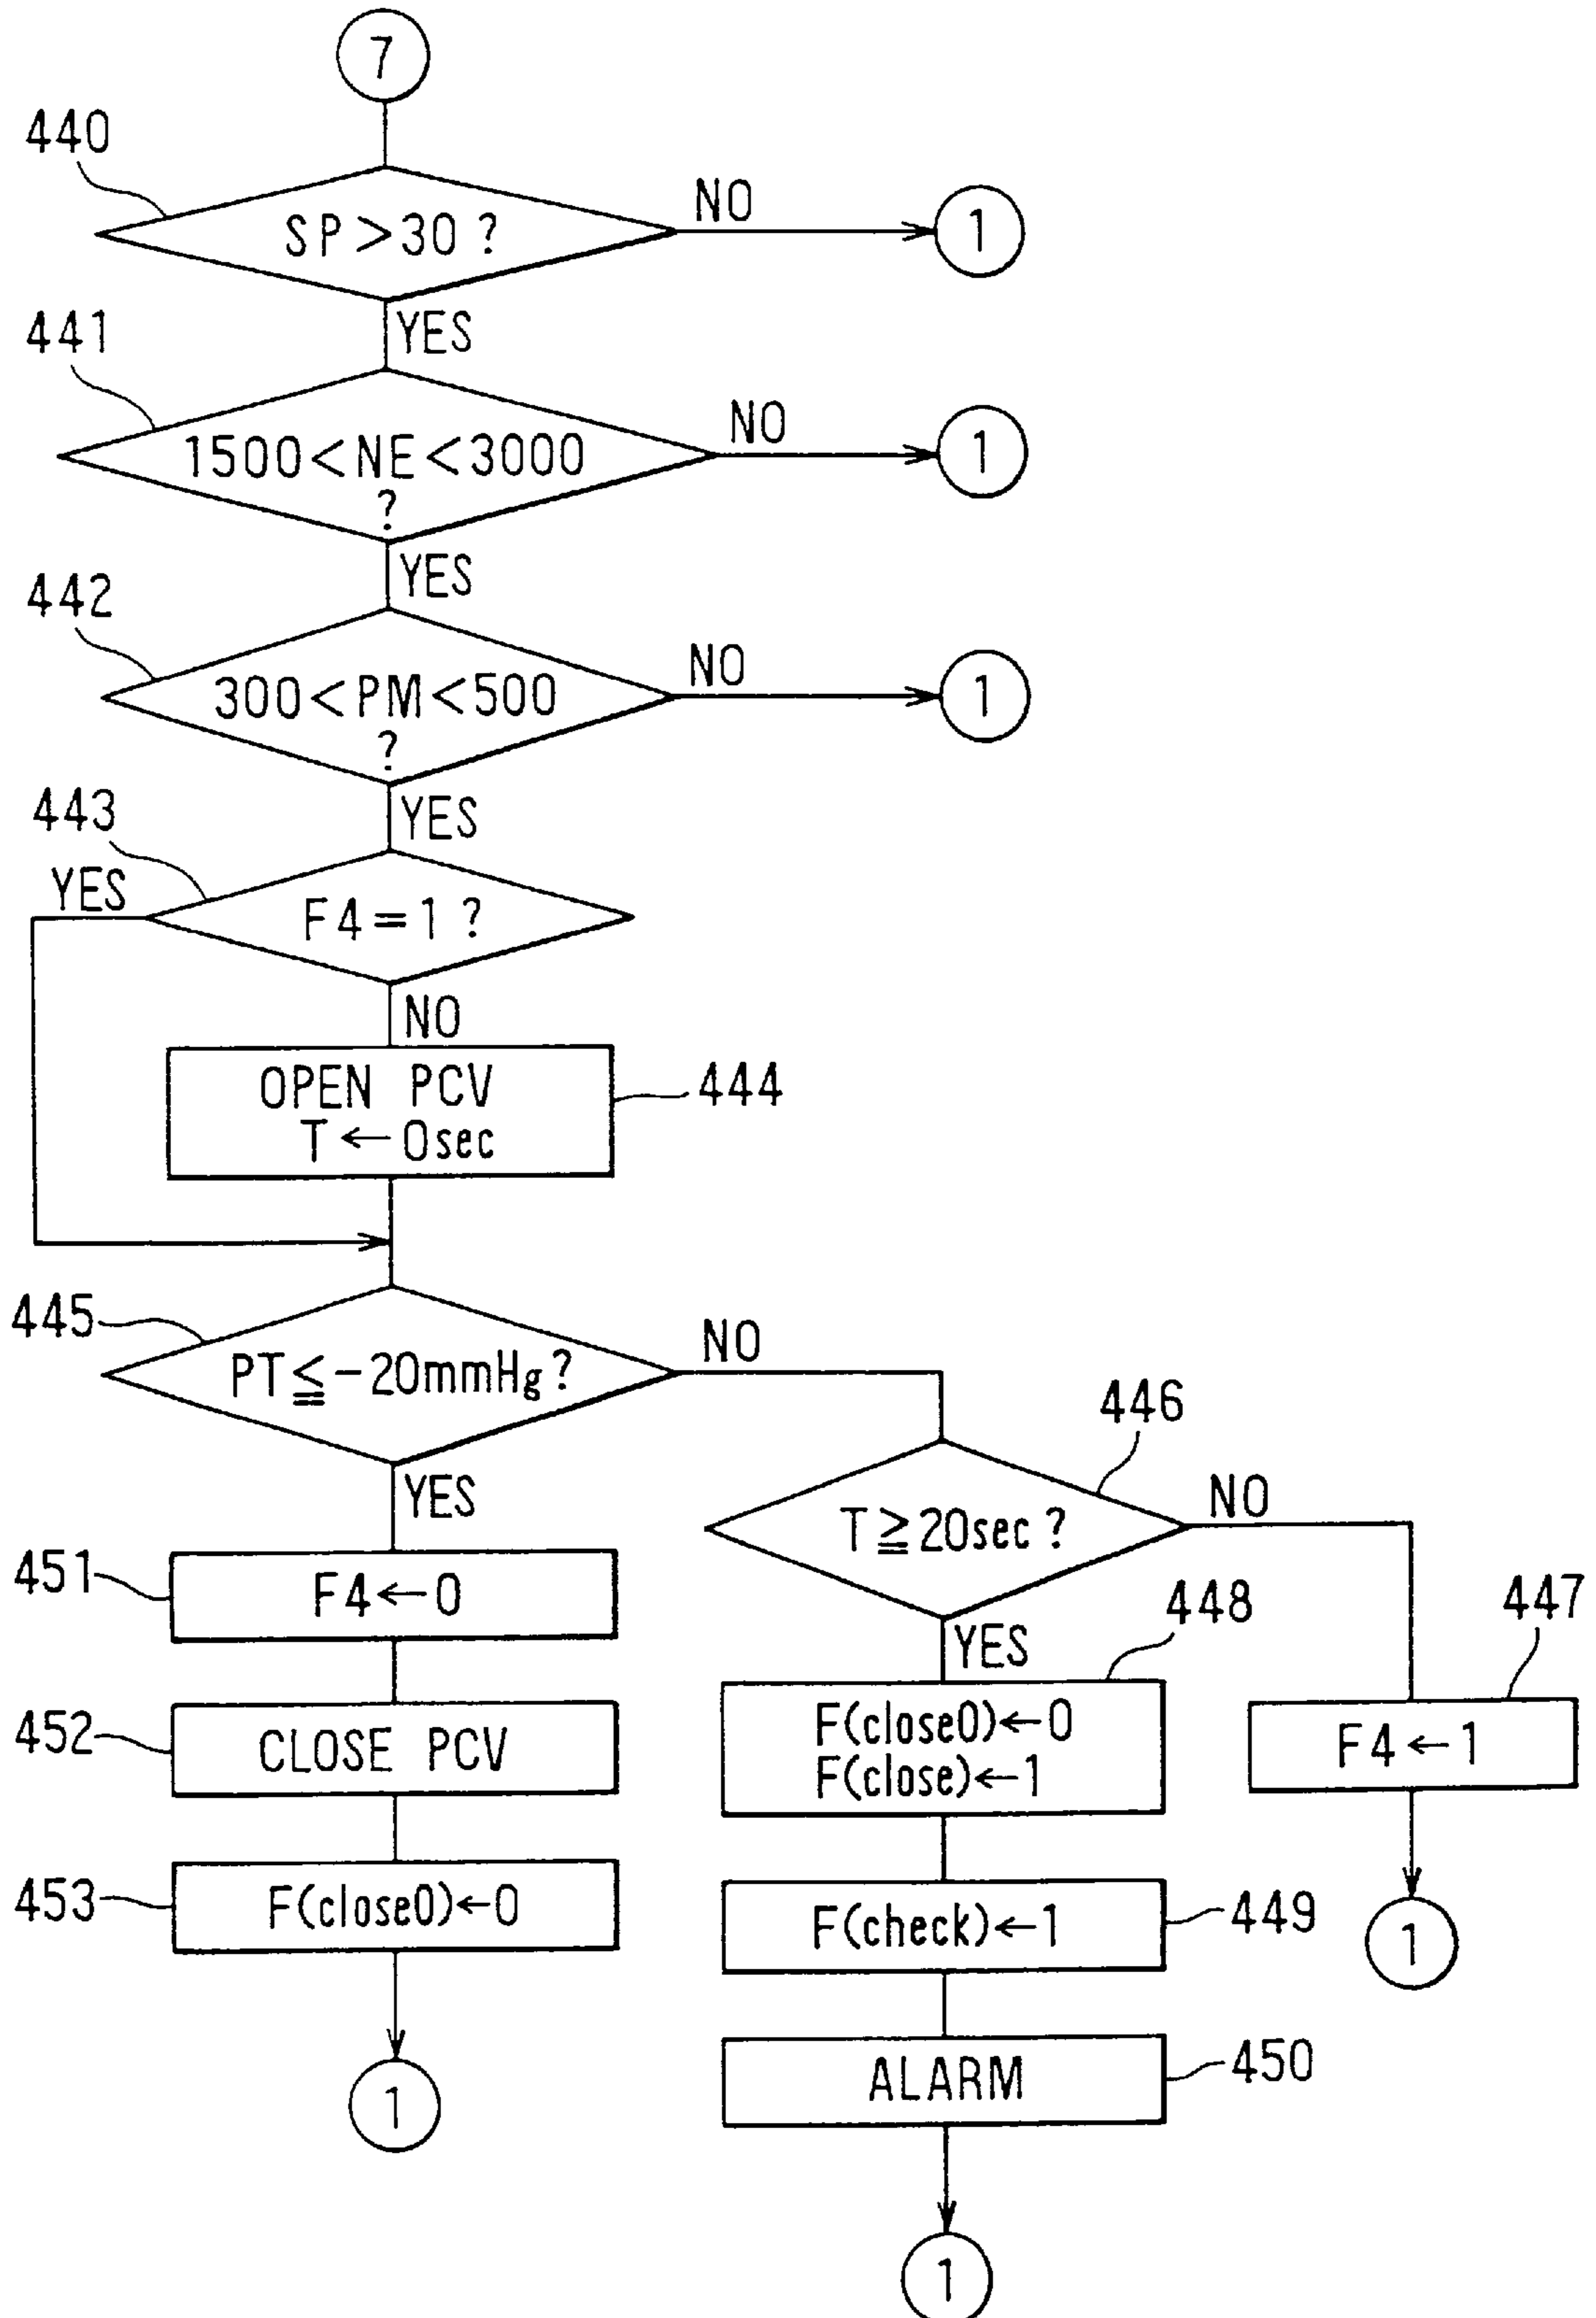 7
440
SP>30?
NO
1
YES
441
1500<NE<3000
?
NO
1
YES
442
300<PM<500
?
NO
1
YES
443
YES
F4=1?
NO
OPEN PCV
T←0sec
444
445
PT≦-20mmHg?
NO
446
YES
T≧20sec?
NO
451
F4←0
YES
448
447
F(close0)←0
F(close)←1
F4←1
452
CLOSE PCV
453
F(close0)←0
F(check)←1
449
1
ALARM
450
1
1